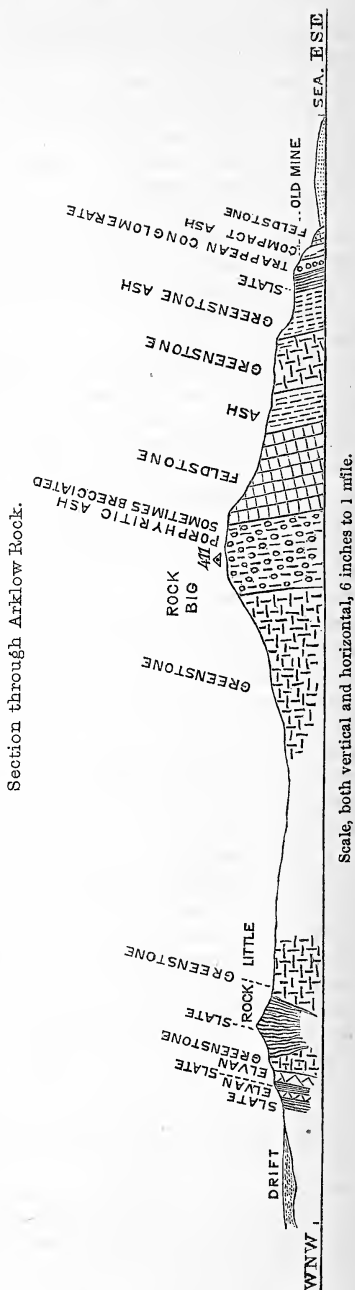 Section through Arklow Rock.
WNW
DRIFT
SLATE
ELVAN
SLATE
ELVAN
GREENSTONE
SLATE
LITTLE
ROCK
GREENSTONE
GREENSTONE
BIG
ROCK
411
PORPHYRITIC ASH
SOMETIMES BRECCIATED
FELDSTONE
ASH
GREENSTONE
GREENSTONE ASH
SLATE
TRAPPEAN CONGLOMERATE
COMPACT ASH
FELDSTONE
OLD MINE
SEA.
ESE
Scale, both vertical and horizontal, 6 inches to 1 mile.